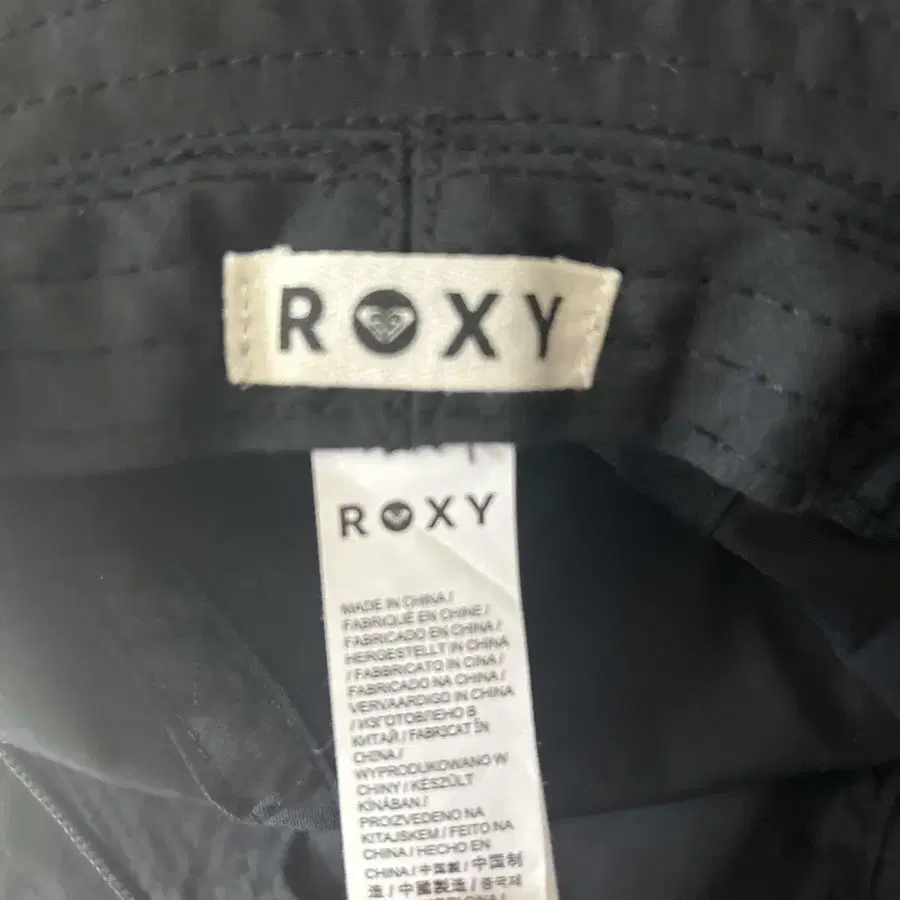 ROXY
ROXY
MADE IN CHINA /
FABRIQUÉ EN CHINE /
FABRICADO EN CHINA /
HERGESTELLT IN CHINA
/ FABBRICATO IN CINA /
FABRICADO NA CHINA /
VERVAARDIGD IN CHINA
/ ИЗГОТОВЛЕНО В
КИТАЙ / FABRICAT ÎN
CHINA /
WYPRODUKOWANO W
CHINY / KÉSZÜLT
KÍNÁBAN /
PROIZVEDENO NA
KITAJSKEM / FEITO NA
CHINA / HECHO EN
CHINA / 中国製 / 中国制
造 / 中國製造 / 중국제